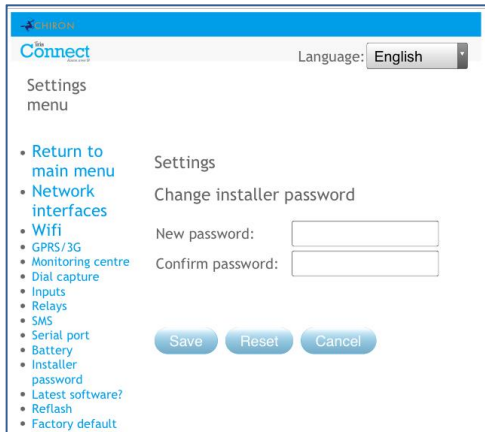 CHIRON
Connect
Language: English
Settings
menu
Return to
main menu
Network
interfaces
Wifi
GPRS/3G
Monitoring centre
Dial capture
Inputs
Relays
SMS
Serial port
Battery
Installer
password
Latest software?
Reflash
Factory default
Settings
Change installer password
New password:
Confirm password:
Save Reset Cancel